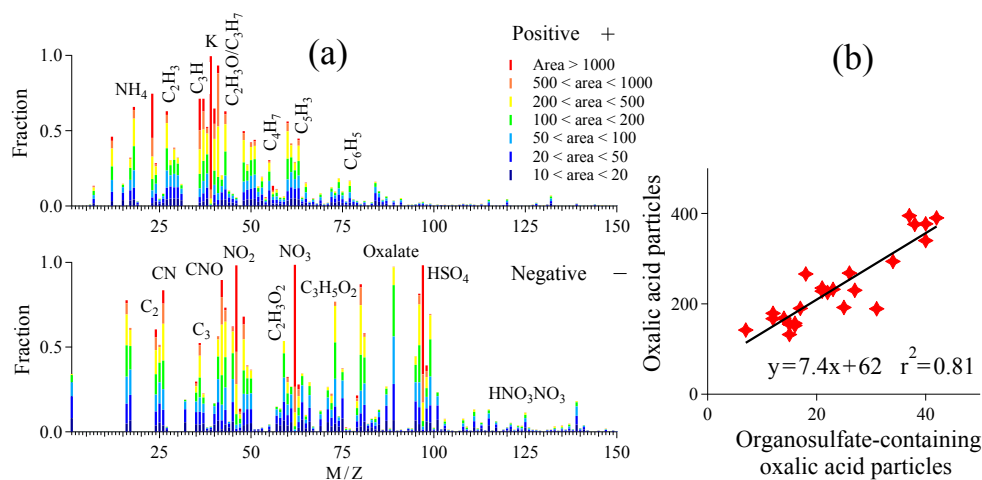 (a)
Positive +
Area > 1000
500 < area < 1000
200 < area < 500
100 < area < 200
50 < area < 100
20 < area < 50
10 < area < 20
Fraction
1.0
0.5
0.0
NH4
C2H3
C3H
K
C2H3O/C3H7
C4H7
C5H3
C6H5
25 50 75 100 125 150
Negative −
Fraction
1.0
0.5
0.0
C2
CN
C3
CNO
NO2
C2H3O2
NO3
C3H5O2
Oxalate
HSO4
HNO3NO3
25 50 75 100 125 150
M/Z
(b)
Oxalic acid particles
400
200
0
y=7.4x+62 r2=0.81
0 20 40
Organosulfate-containing
oxalic acid particles